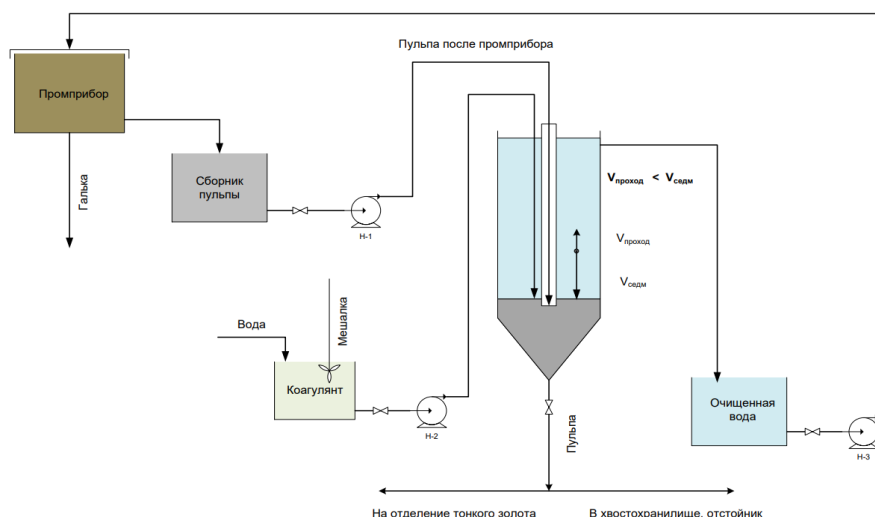 Пульпа после промприбора
Промприбор
Сборник
пульпы
Галька
Н-1
Vпроход < Vседм
Vпроход
Vседм
Вода
Мешалка
Коагулянт
Н-2
Пульпа
Очищенная
вода
Н-3
На отделение тонкого золота
В хвостохранилище, отстойник